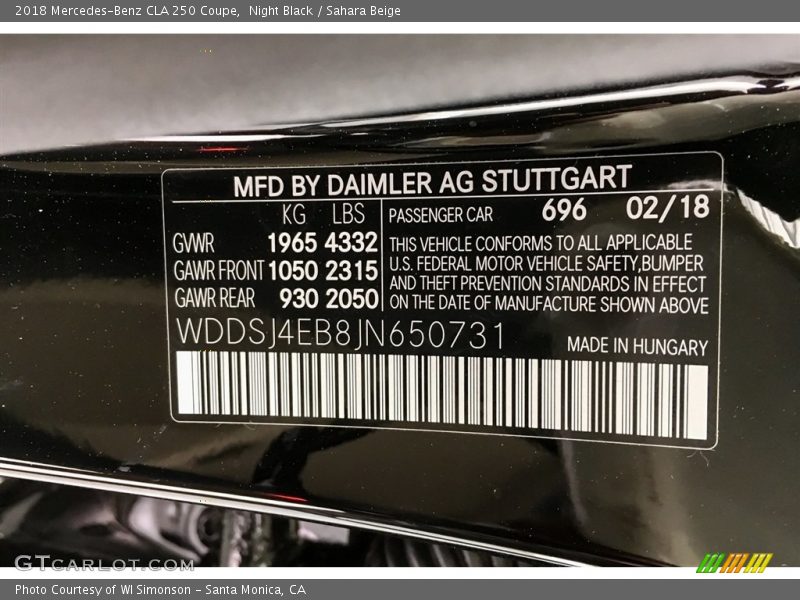 2018 Mercedes-Benz CLA 250 Coupe,  Night Black / Sahara Beige
MFD BY DAIMLER AG STUTTGART
KG LBS
GVWR 1965 4332
GAWR FRONT 1050 2315
GAWR REAR 930 2050
PASSENGER CAR 696 02/18
THIS VEHICLE CONFORMS TO ALL APPLICABLE
U.S. FEDERAL MOTOR VEHICLE SAFETY,BUMPER
AND THEFT PREVENTION STANDARDS IN EFFECT
ON THE DATE OF MANUFACTURE SHOWN ABOVE
WDDSJ4EB8JN650731
MADE IN HUNGARY
GTCARLOT.COM
Photo Courtesy of WI Simonson - Santa Monica, CA